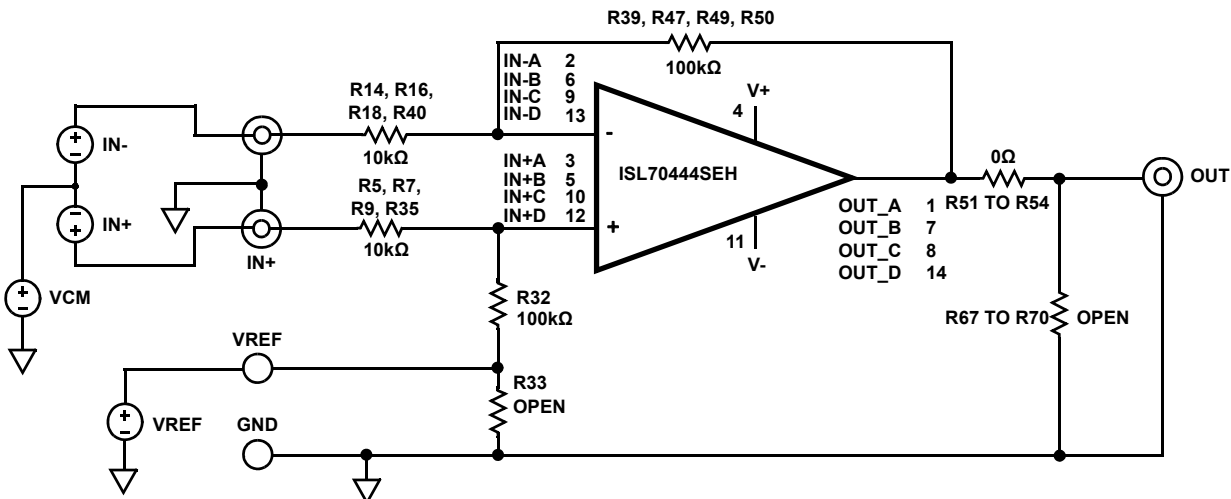 R39, R47, R49, R50
100kΩ
IN-A 2
IN-B 6
IN-C 9
IN-D 13
R14, R16,
R18, R40
10kΩ
IN-
IN+
VCM
IN+
R5, R7,
R9, R35
10kΩ
IN+A 3
IN+B 5
IN+C 10
IN+D 12
-
+
ISL70444SEH
V+
4
11
V-
OUT_A 1
OUT_B 7
OUT_C 8
OUT_D 14
0Ω
R51 TO R54
OUT
R67 TO R70
OPEN
R32
100kΩ
VREF
R33
OPEN
VREF
GND